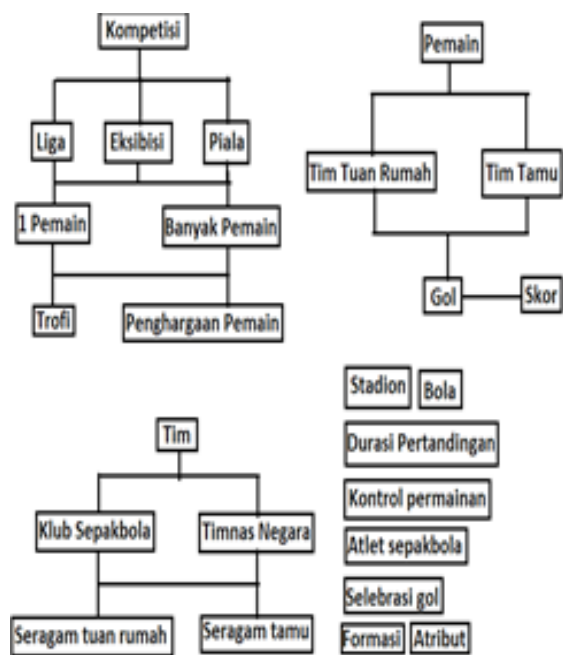 Kompetisi
Liga
Eksibisi
Piala
1 Pemain
Banyak Pemain
Trofi
Penghargaan Pemain
Pemain
Tim Tuan Rumah
Tim Tamu
Gol
Skor
Tim
Klub Sepakbola
Timnas Negara
Seragam tuan rumah
Seragam tamu
Stadion
Bola
Durasi Pertandingan
Kontrol permainan
Atlet sepakbola
Selebrasi gol
Formasi
Atribut